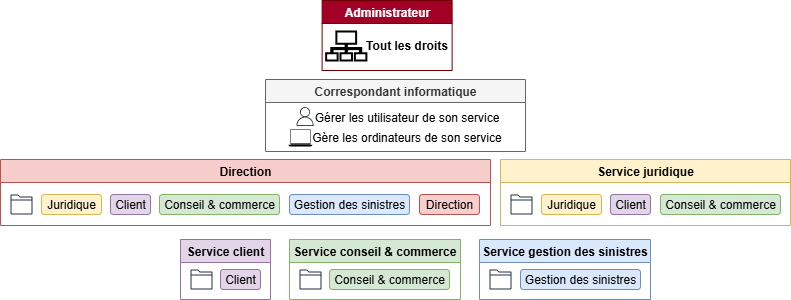 Administrateur
Tout les droits
Correspondant informatique
Gérer les utilisateur de son service
Gère les ordinateurs de son service
Direction
Juridique Client Conseil & commerce Gestion des sinistres Direction
Service juridique
Juridique Client Conseil & commerce
Service client
Client
Service conseil & commerce
Conseil & commerce
Service gestion des sinistres
Gestion des sinistres